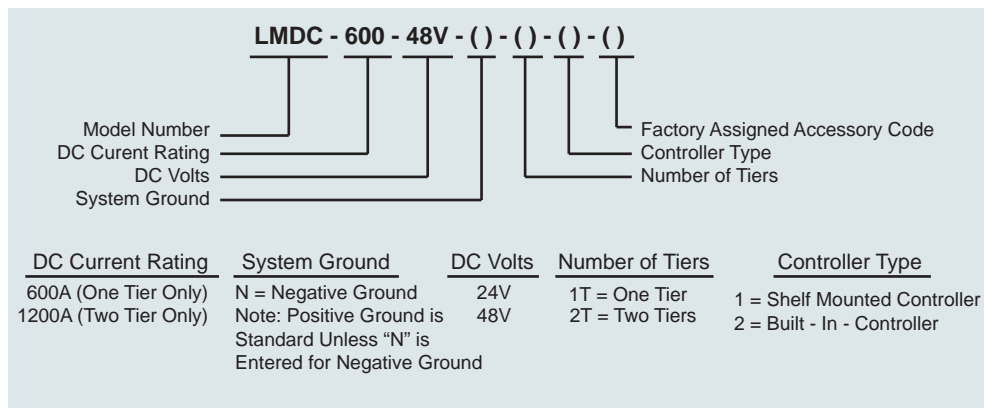 LMDC - 600 - 48V - ( ) - ( ) - ( ) - ( )
Model Number
DC Curent Rating
DC Volts
System Ground
Factory Assigned Accessory Code
Controller Type
Number of Tiers
DC Current Rating
600A (One Tier Only)
1200A (Two Tier Only)
System Ground
N = Negative Ground
Note: Positive Ground is
Standard Unless “N” is
Entered for Negative Ground
DC Volts
24V
48V
Number of Tiers
1T = One Tier
2T = Two Tiers
Controller Type
1 = Shelf Mounted Controller
2 = Built - In - Controller